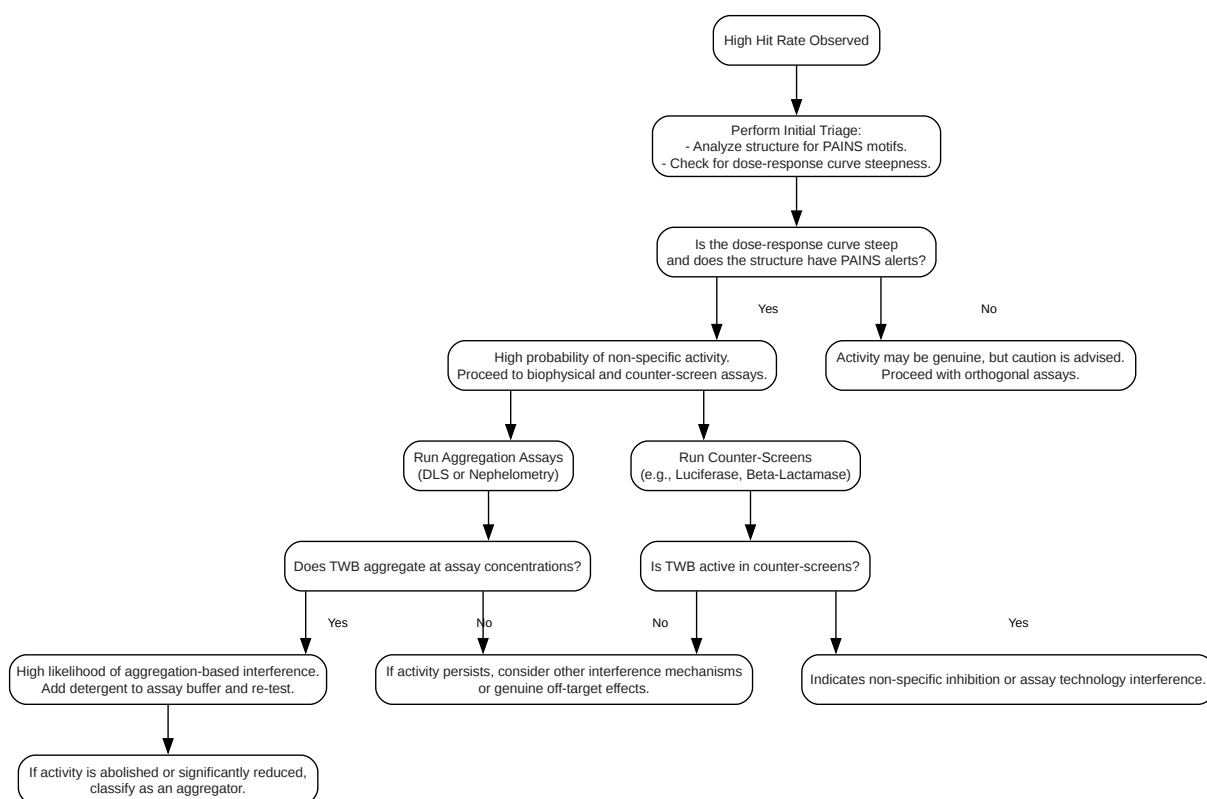 High Hit Rate Observed
Perform Initial Triage:
- Analyze structure for PAINS motifs.
- Check for dose-response curve steepness.
Is the dose-response curve steep
and does the structure have PAINS alerts?
Yes
No
High probability of non-specific activity.
Proceed to biophysical and counter-screen assays.
Activity may be genuine, but caution is advised.
Proceed with orthogonal assays.
Run Aggregation Assays
(DLS or Nephelometry)
Run Counter-Screens
(e.g., Luciferase, Beta-Lactamase)
Does TWB aggregate at assay concentrations?
Is TWB active in counter-screens?
Yes
No
No
Yes
High likelihood of aggregation-based interference.
Add detergent to assay buffer and re-test.
If activity persists, consider other interference mechanisms
or genuine off-target effects.
Indicates non-specific inhibition or assay technology interference.
If activity is abolished or significantly reduced,
classify as an aggregator.